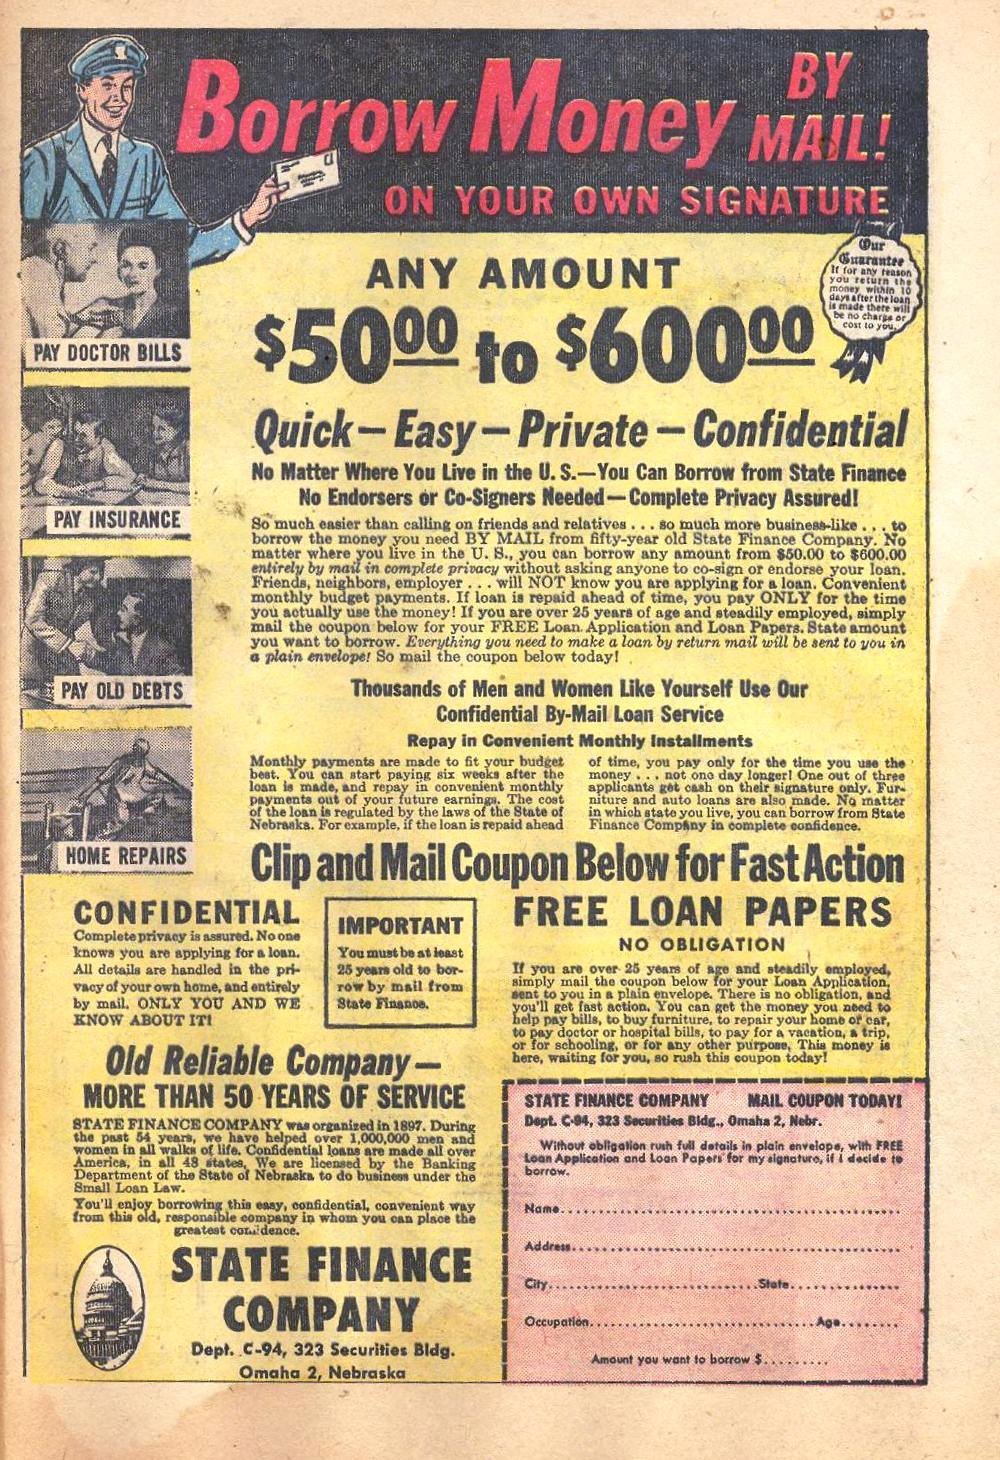 Borrow Money BY
MAIL!
ON YOUR OWN SIGNATURE
PAY DOCTOR BILLS
PAY INSURANCE
PAY OLD DEBTS
HOME REPAIRS
ANY AMOUNT
$50.00 to $600.00
Our
Guarantee
If for any reason
you return the
money within 10
days after the loan
is made there will
be no charge or
cost to you.
Quick — Easy — Private — Confidential
No Matter Where You Live in the U. S.—You Can Borrow from State Finance
No Endorsers or Co-Signers Needed—Complete Privacy Assured!
So much easier than calling on friends and relatives . . . so much more business-like . . . to
borrow the money you need BY MAIL from fifty-year old State Finance Company. No
matter where you live in the U. S., you can borrow any amount from $50.00 to $600.00
entirely by mail in complete privacy without asking anyone to co-sign or endorse your loan.
Friends, neighbors, employer . . . will NOT know you are applying for a loan. Convenient
monthly budget payments. If loan is repaid ahead of time, you pay ONLY for the time
you actually use the money! If you are over 25 years of age and steadily employed, simply
mail the coupon below for your FREE Loan Application and Loan Papers. State amount
you want to borrow. Everything you need to make a loan by return mail will be sent to you in
a plain envelope! So mail the coupon below today!
Thousands of Men and Women Like Yourself Use Our
Confidential By-Mail Loan Service
Repay in Convenient Monthly Installments
Monthly payments are made to fit your budget
best. You can start paying six weeks after the
loan is made, and repay in convenient monthly
payments out of your future earnings. The cost
of the loan is regulated by the laws of the State of
Nebraska. For example, if the loan is repaid ahead
of time, you pay only for the time you use the
money . . . not one day longer! One out of three
applicants get cash on their signature only. Fur-
niture and auto loans are also made. No matter
in which state you live, you can borrow from State
Finance Company in complete confidence.
Clip and Mail Coupon Below for Fast Action
CONFIDENTIAL
Complete privacy is assured. No one
knows you are applying for a loan.
All details are handled in the pri-
vacy of your own home, and entirely
by mail. ONLY YOU AND WE
KNOW ABOUT IT!
IMPORTANT
You must be at least
25 years old to bor-
row by mail from
State Finance.
Old Reliable Company—
MORE THAN 50 YEARS OF SERVICE
STATE FINANCE COMPANY was organized in 1897. During
the past 54 years, we have helped over 1,000,000 men and
women in all walks of life. Confidential loans are made all over
America, in all 48 states. We are licensed by the Banking
Department of the State of Nebraska to do business under the
Small Loan Law.
You'll enjoy borrowing this easy, confidential, convenient way
from this old, responsible company in whom you can place the
greatest confidence.
STATE FINANCE
COMPANY
Dept. C-94, 323 Securities Bldg.
Omaha 2, Nebraska
FREE LOAN PAPERS
NO OBLIGATION
If you are over 25 years of age and steadily employed,
simply mail the coupon below for your Loan Application,
sent to you in a plain envelope. There is no obligation, and
you'll get fast action. You can get the money you need to
help pay bills, to buy furniture, to repair your home or car,
to pay doctor or hospital bills, to pay for a vacation, a trip,
or for schooling, or for any other purpose. This money is
here, waiting for you, so rush this coupon today!
STATE FINANCE COMPANY MAIL COUPON TODAY!
Dept. C-94, 323 Securities Bldg., Omaha 2, Nebr.
Without obligation rush full details in plain envelope, with FREE
Loan Application and Loan Papers for my signature, if I decide to
borrow.
Name
Address
City State
Occupation Age
Amount you want to borrow $